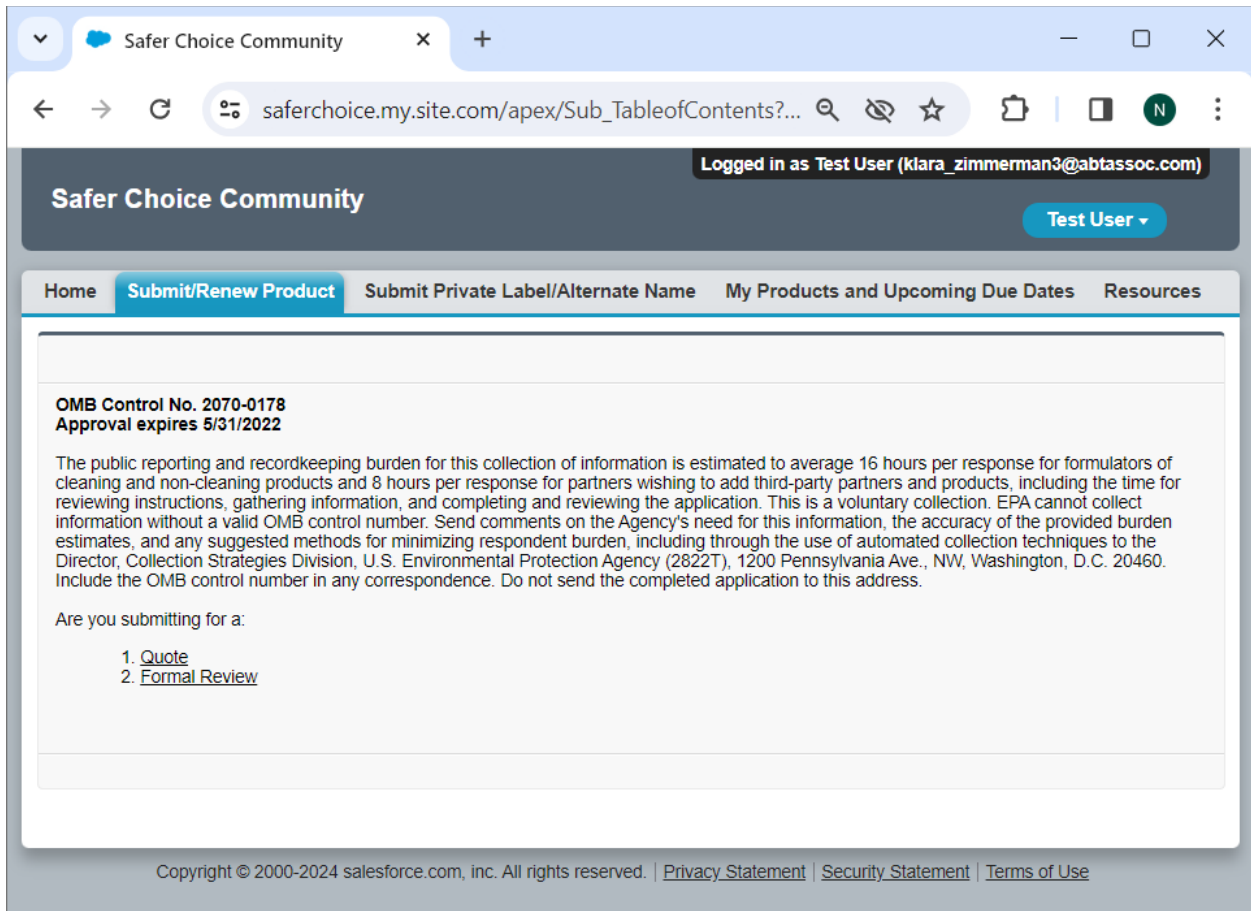 Safer Choice Community
saferchoice.my.site.com/apex/Sub_TableofContents?...
N
Logged in as Test User (klara_zimmerman3@abtassoc.com)
Safer Choice Community
Test User
Home Submit/Renew Product Submit Private Label/Alternate Name My Products and Upcoming Due Dates Resources
OMB Control No. 2070-0178
Approval expires 5/31/2022
The public reporting and recordkeeping burden for this collection of information is estimated to average 16 hours per response for formulators of
cleaning and non-cleaning products and 8 hours per response for partners wishing to add third-party partners and products, including the time for
reviewing instructions, gathering information, and completing and reviewing the application. This is a voluntary collection. EPA cannot collect
information without a valid OMB control number. Send comments on the Agency's need for this information, the accuracy of the provided burden
estimates, and any suggested methods for minimizing respondent burden, including through the use of automated collection techniques to the
Director, Collection Strategies Division, U.S. Environmental Protection Agency (2822T), 1200 Pennsylvania Ave., NW, Washington, D.C. 20460.
Include the OMB control number in any correspondence. Do not send the completed application to this address.
Are you submitting for a:
1. Quote
2. Formal Review
Copyright © 2000-2024 salesforce.com, inc. All rights reserved. | Privacy Statement | Security Statement | Terms of Use